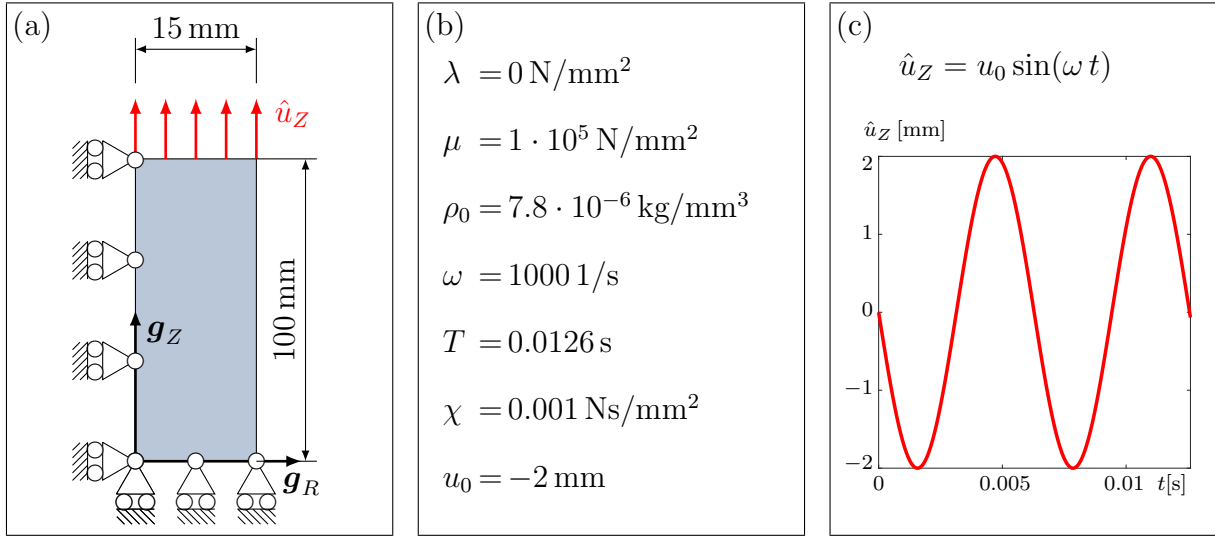 (a)
15 mm
û_Z
100 mm
g_Z
g_R
(b)
λ = 0 N/mm²
μ = 1 · 10⁵ N/mm²
ρ₀ = 7.8 · 10⁻⁶ kg/mm³
ω = 1000 1/s
T = 0.0126 s
χ = 0.001 Ns/mm²
u₀ = −2 mm
(c)
û_Z = u₀ sin(ω t)
û_Z [mm]
2
1
0
−1
−2
0 0.005 0.01 t[s]